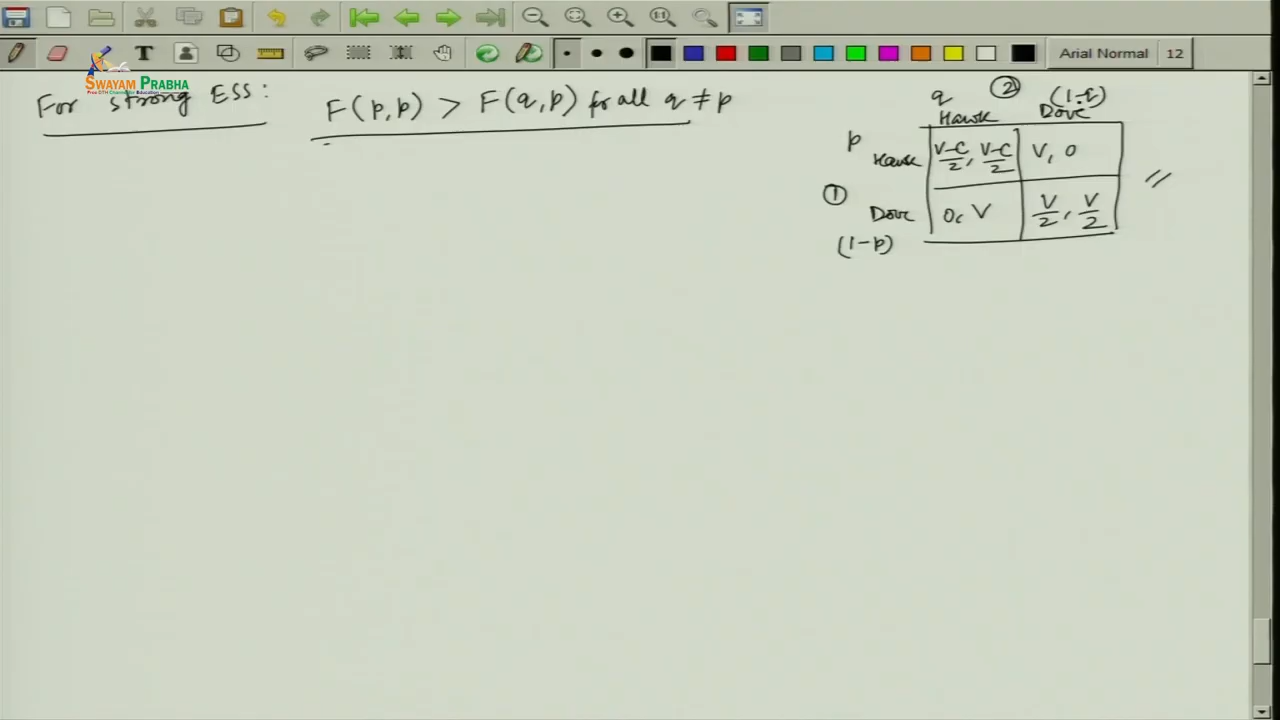 Arial Normal 12
SWAYAM PRABHA
For strong ESS: F(p,p) > F(q,p) for all q ≠ p
q ② (1-q)
Hawk Dove
p Hawk V-C/2, V-C/2 V, 0
① Dove 0, V V/2, V/2
(1-p)